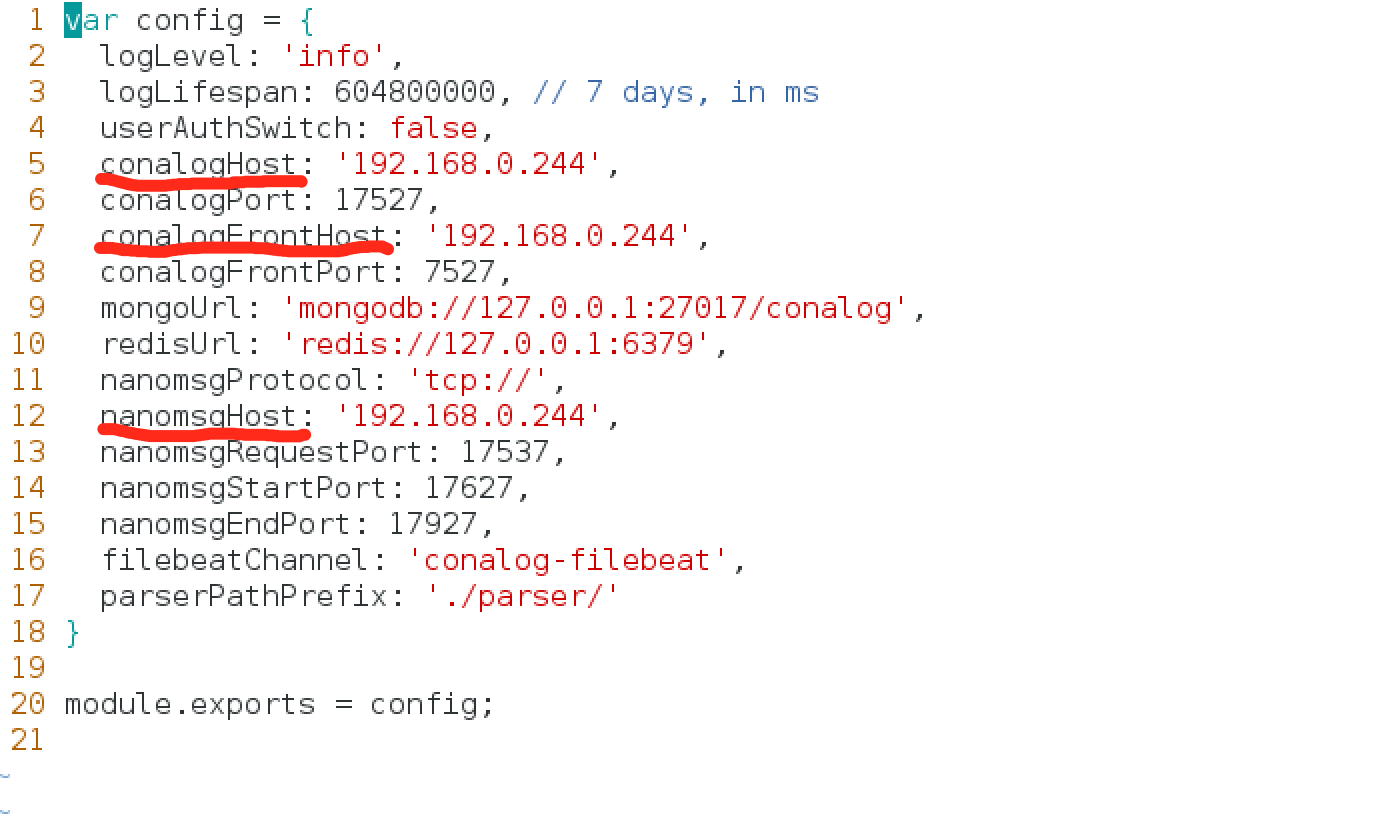 1 var config = {
2   logLevel: 'info',
3   logLifespan: 604800000, // 7 days, in ms
4   userAuthSwitch: false,
5   conalogHost: '192.168.0.244',
6   conalogPort: 17527,
7   conalogFrontHost: '192.168.0.244',
8   conalogFrontPort: 7527,
9   mongoUrl: 'mongodb://127.0.0.1:27017/conalog',
10   redisUrl: 'redis://127.0.0.1:6379',
11   nanomsgProtocol: 'tcp://',
12   nanomsgHost: '192.168.0.244',
13   nanomsgRequestPort: 17537,
14   nanomsgStartPort: 17627,
15   nanomsgEndPort: 17927,
16   filebeatChannel: 'conalog-filebeat',
17   parserPathPrefix: './parser/'
18 }
19
20 module.exports = config;
21
~
~